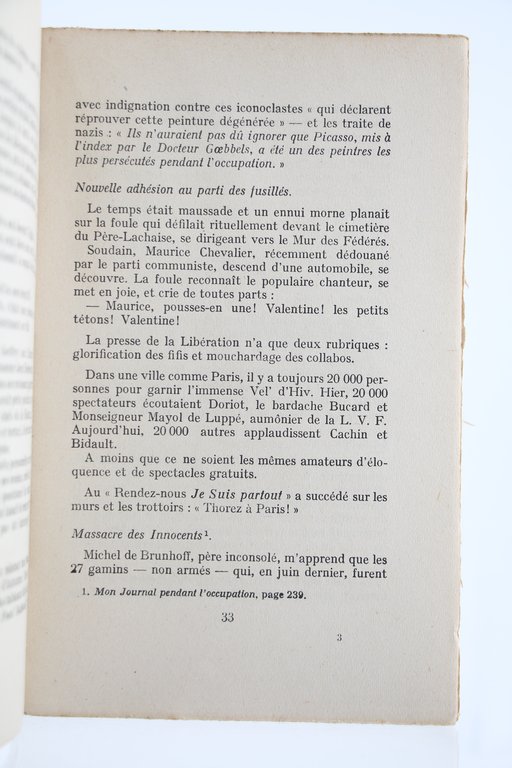 avec indignation contre ces iconoclastes « qui déclarent
réprouver cette peinture dégénérée » — et les traite de
nazis : « Ils n'auraient pas dû ignorer que Picasso, mis à
l'index par le Docteur Gœbbels, a été un des peintres les
plus persécutés pendant l'occupation. »
Nouvelle adhésion au parti des fusillés.
Le temps était maussade et un ennui morne planait
sur la foule qui défilait rituellement devant le cimetière
du Père-Lachaise, se dirigeant vers le Mur des Fédérés.
Soudain, Maurice Chevalier, récemment dédouané
par le parti communiste, descend d'une automobile, se
découvre. La foule reconnaît le populaire chanteur, se
met en joie, et crie de toutes parts :
— Maurice, pousses-en une! Valentine! les petits
tétons! Valentine!
La presse de la Libération n'a que deux rubriques :
glorification des fifis et mouchardage des collabos.
Dans une ville comme Paris, il y a toujours 20 000 per-
sonnes pour garnir l'immense Vel' d'Hiv. Hier, 20 000
spectateurs écoutaient Doriot, le bardache Bucard et
Monseigneur Mayol de Luppé, aumônier de la L. V. F.
Aujourd'hui, 20 000 autres applaudissent Cachin et
Bidault.
A moins que ce ne soient les mêmes amateurs d'élo-
quence et de spectacles gratuits.
Au « Rendez-nous Je Suis partout » a succédé sur les
murs et les trottoirs : « Thorez à Paris! »
Massacre des Innocents¹.
Michel de Brunhoff, père inconsolé, m'apprend que les
27 gamins — non armés — qui, en juin dernier, furent
1. Mon Journal pendant l'occupation, page 239.
33
3